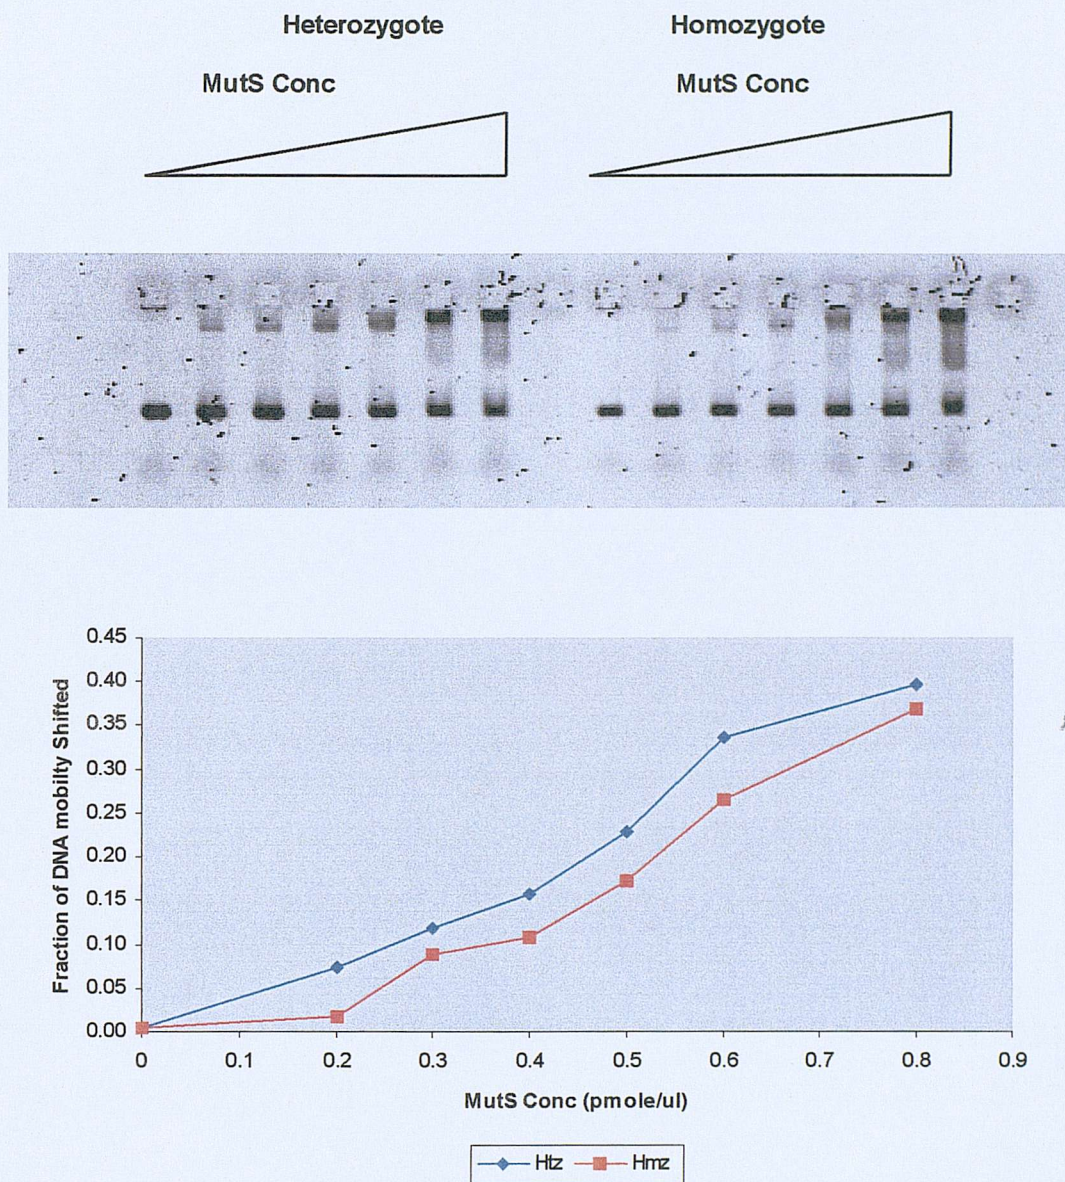 Heterozygote Homozygote
MutS Conc MutS Conc
0.45
0.40
0.35
0.30
0.25
0.20
0.15
0.10
0.05
0.00
Fraction of DNA mobilty Shifted
0 0.1 0.2 0.3 0.4 0.5 0.6 0.7 0.8 0.9
MutS Conc (pmole/ul)
Htz Hmz